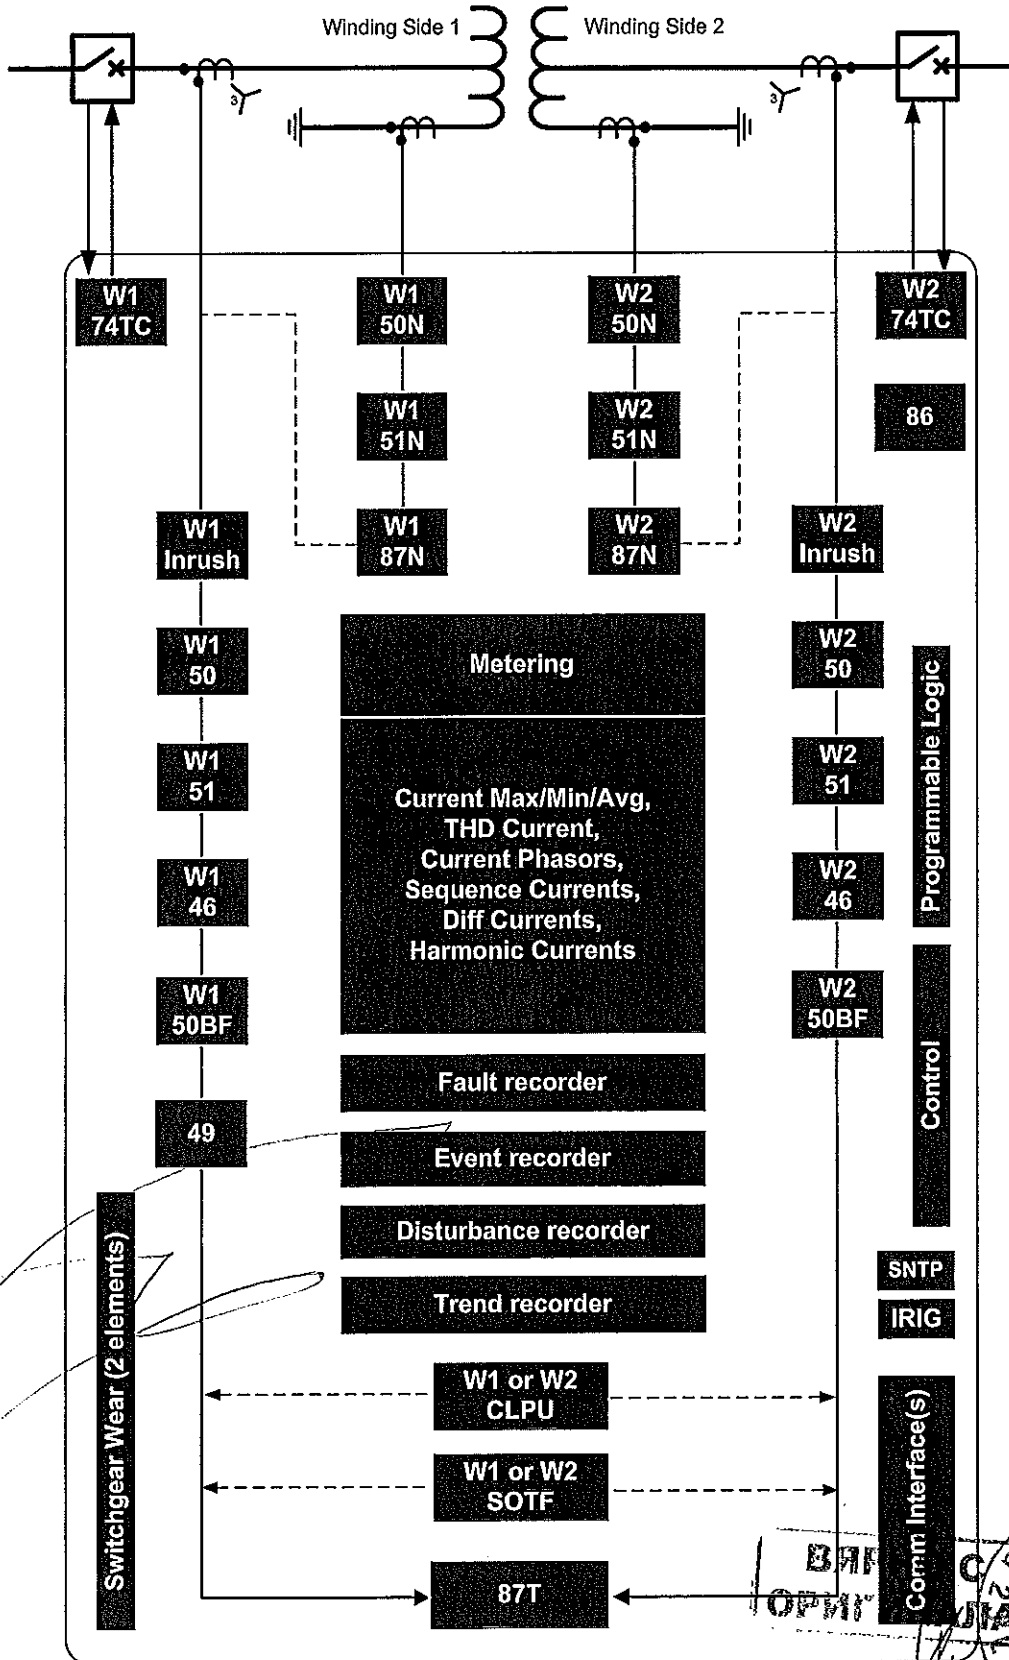 Winding Side 1
Winding Side 2
3
3
W1
74TC
W1
50N
W2
50N
W2
74TC
W1
51N
W2
51N
86
W1
Inrush
W1
87N
W2
87N
W2
Inrush
W1
50
Metering
W2
50
Programmable Logic
W1
51
Current Max/Min/Avg,
THD Current,
Current Phasors,
Sequence Currents,
Diff Currents,
Harmonic Currents
W2
51
W1
46
W2
46
W1
50BF
W2
50BF
Control
Fault recorder
49
Event recorder
Disturbance recorder
Trend recorder
SNTP
IRIG
Switchgear Wear (2 elements)
W1 or W2
CLPU
W1 or W2
SOTF
87T
Comm Interface(s)